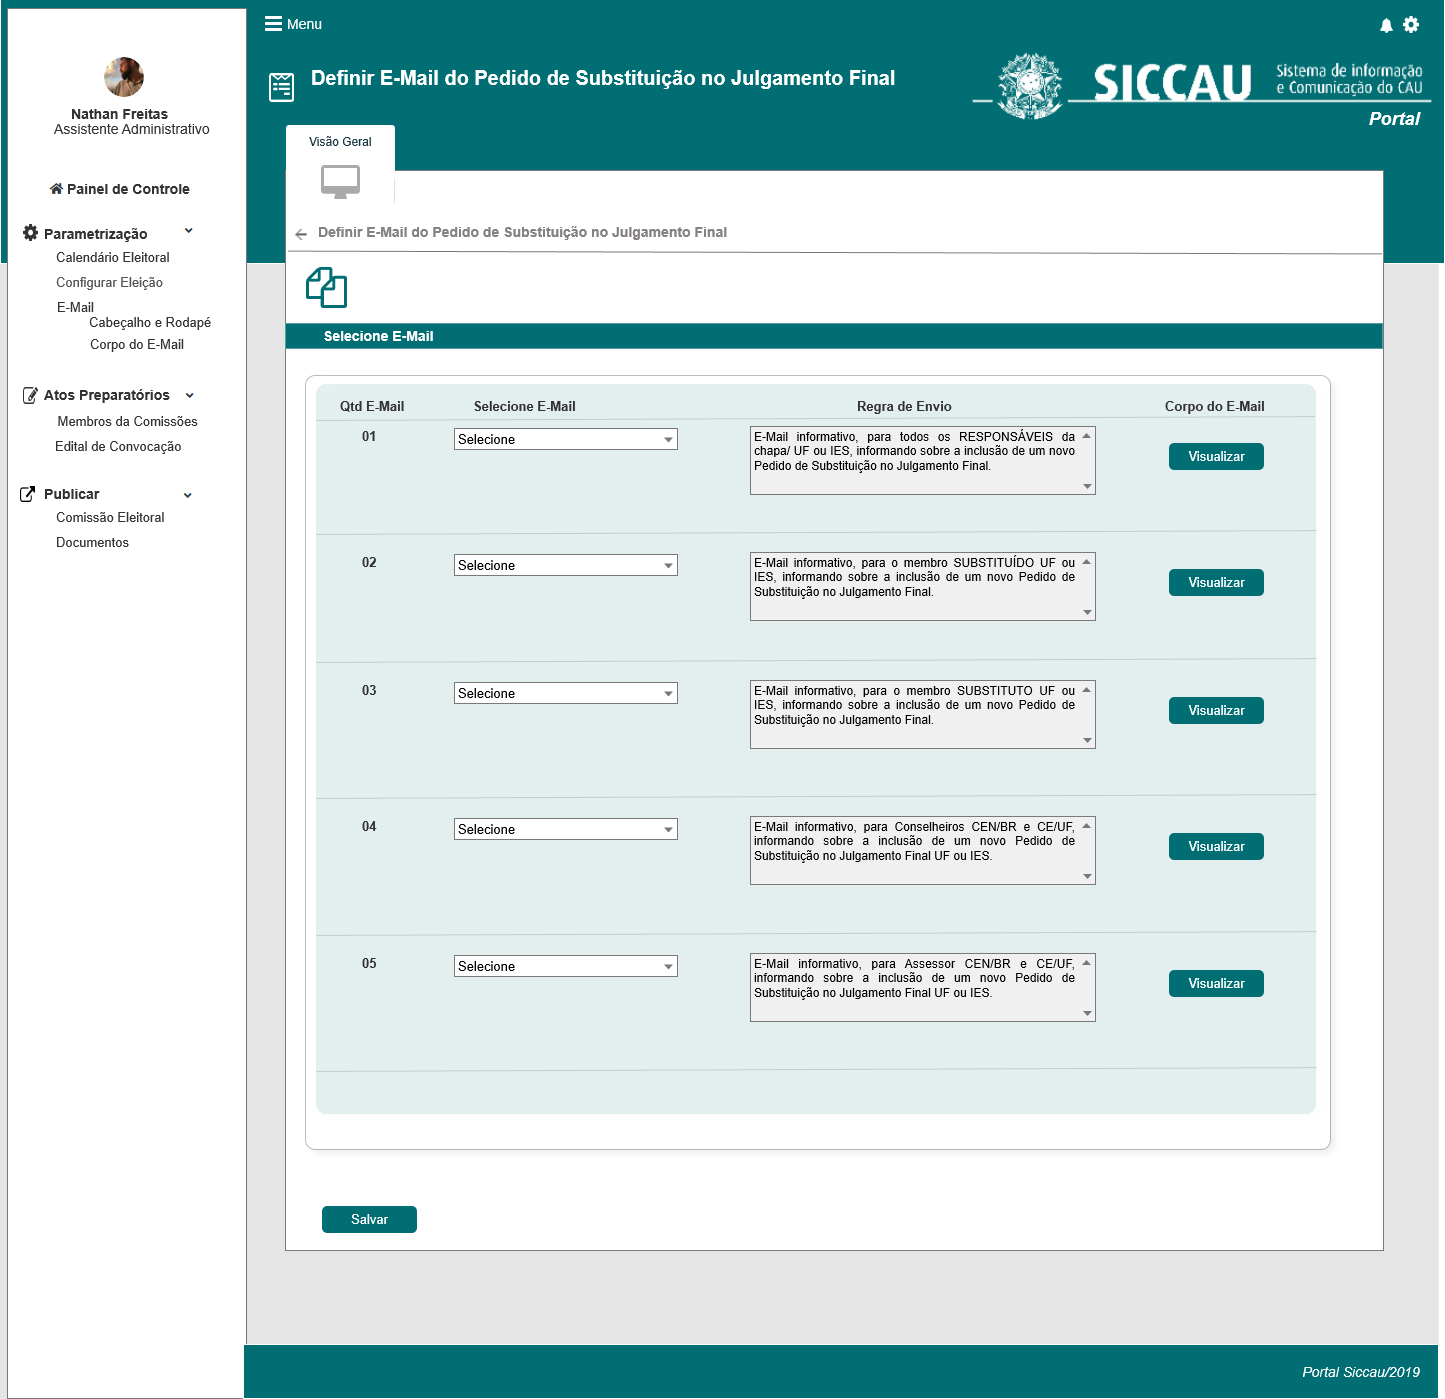 Menu
Definir E-Mail do Pedido de Substituição no Julgamento Final
SICCAU
Sistema de informação
e Comunicação do CAU
Portal
Nathan Freitas
Assistente Administrativo
Painel de Controle
Parametrização
Calendário Eleitoral
Configurar Eleição
E-Mail
Cabeçalho e Rodapé
Corpo do E-Mail
Atos Preparatórios
Membros da Comissões
Edital de Convocação
Publicar
Comissão Eleitoral
Documentos
Visão Geral
Definir E-Mail do Pedido de Substituição no Julgamento Final
Selecione E-Mail
Qtd E-Mail Selecione E-Mail Regra de Envio Corpo do E-Mail
01 Selecione
E-Mail informativo, para todos os RESPONSÁVEIS da
chapa/ UF ou IES, informando sobre a inclusão de um novo
Pedido de Substituição no Julgamento Final.
Visualizar
02 Selecione
E-Mail informativo, para o membro SUBSTITUÍDO UF ou
IES, informando sobre a inclusão de um novo Pedido de
Substituição no Julgamento Final.
Visualizar
03 Selecione
E-Mail informativo, para o membro SUBSTITUTO UF ou
IES, informando sobre a inclusão de um novo Pedido de
Substituição no Julgamento Final.
Visualizar
04 Selecione
E-Mail informativo, para Conselheiros CEN/BR e CE/UF,
informando sobre a inclusão de um novo Pedido de
Substituição no Julgamento Final UF ou IES.
Visualizar
05 Selecione
E-Mail informativo, para Assessor CEN/BR e CE/UF,
informando sobre a inclusão de um novo Pedido de
Substituição no Julgamento Final UF ou IES.
Visualizar
Salvar
Portal Siccau/2019